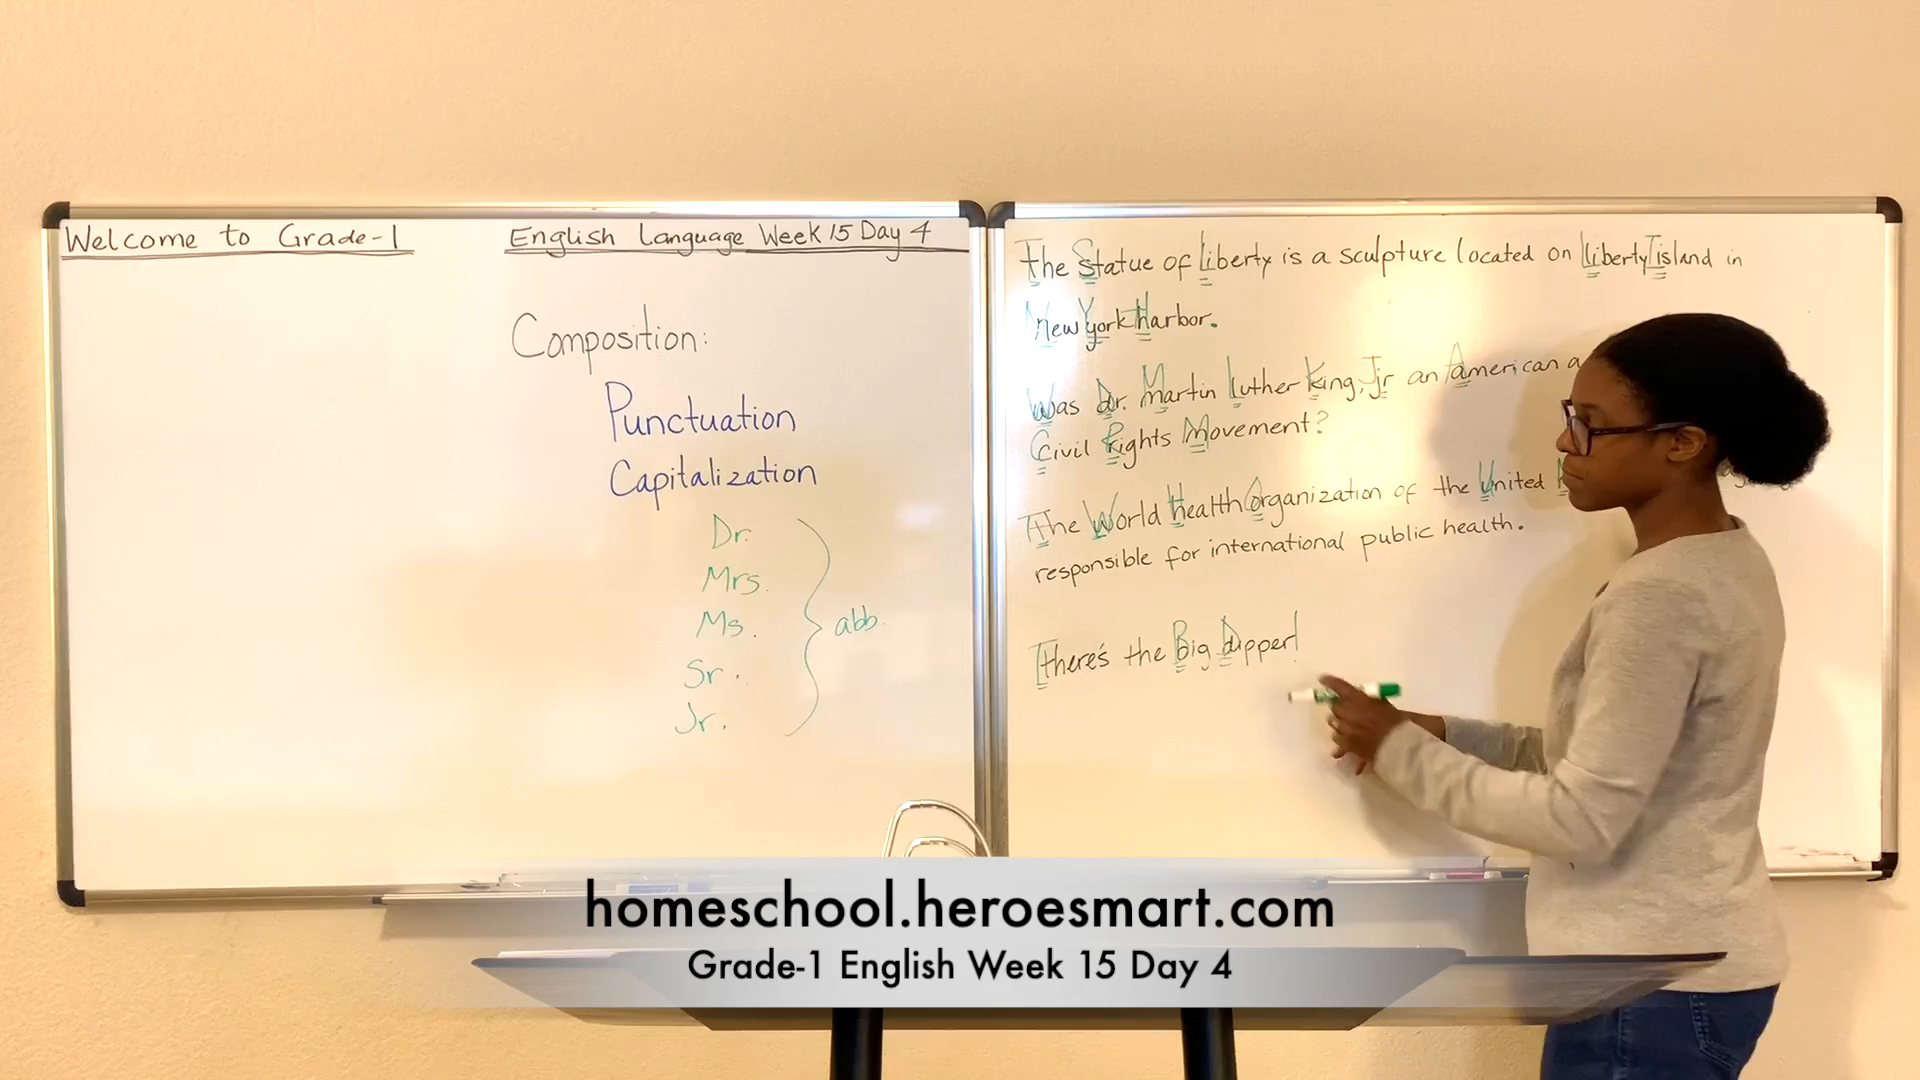 Welcome to Grade-1
English Language Week 15 Day 4
Composition:
Punctuation
Capitalization
Dr.
Mrs.
Ms.
Sr.
Jr.
abb.
The Statue of Liberty is a sculpture located on Liberty Island in
New York Harbor.
Was Dr. Martin Luther King, Jr an American a
Civil Rights Movement?
The World Health Organization of the United
responsible for international public health.
There's the Big Dipper!
homeschool.heroesmart.com
Grade-1 English Week 15 Day 4